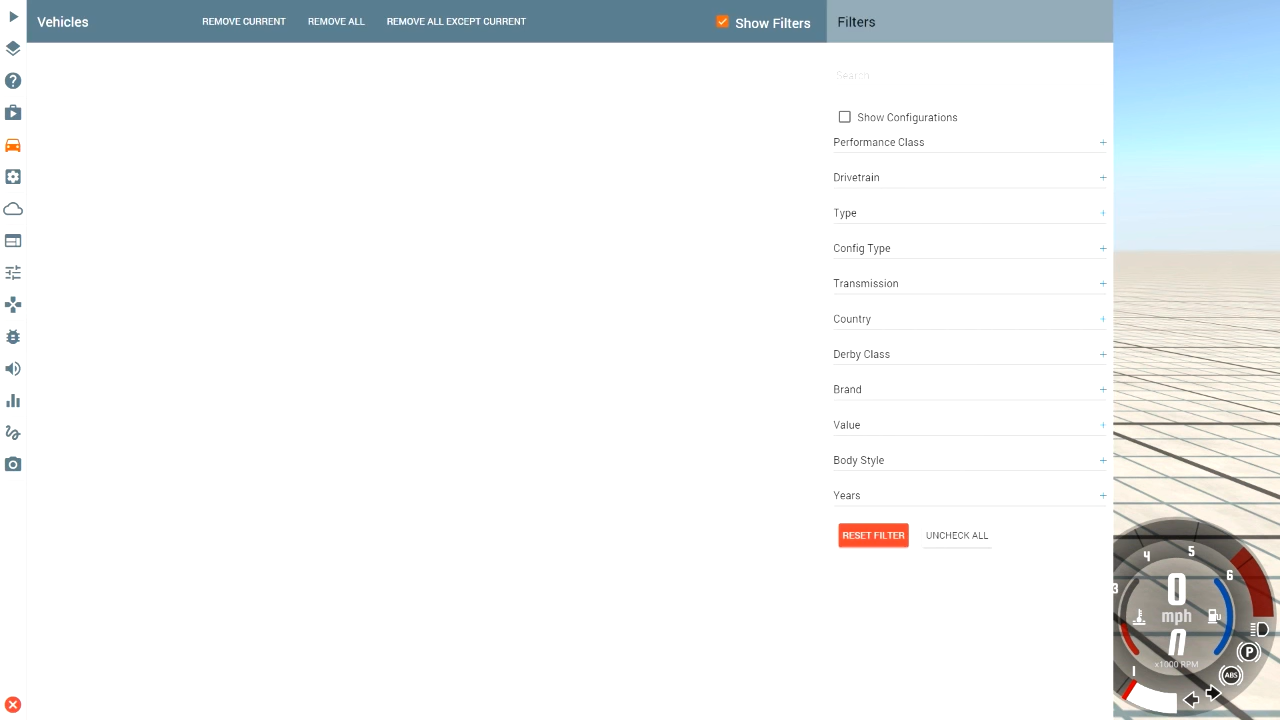 Vehicles
REMOVE CURRENT
REMOVE ALL
REMOVE ALL EXCEPT CURRENT
Show Filters
Filters
Search
Show Configurations
Performance Class +
Drivetrain +
Type +
Config Type +
Transmission +
Country +
Derby Class +
Brand +
Value +
Body Style +
Years +
RESET FILTER
UNCHECK ALL
1
3
4
5
6
0
mph
n
x1000 RPM
P
ABS